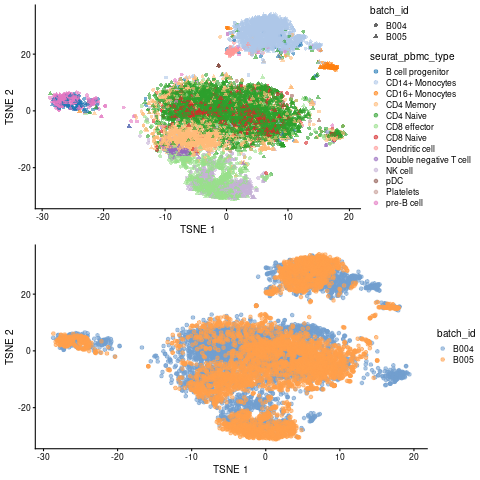 batch_id
B004
B005
seurat_pbmc_type
B cell progenitor
CD14+ Monocytes
CD16+ Monocytes
CD4 Memory
CD4 Naive
CD8 effector
CD8 Naive
Dendritic cell
Double negative T cell
NK cell
pDC
Platelets
pre-B cell
TSNE 2
20
0
-20
-30
-20
-10
0
10
20
TSNE 1
TSNE 2
20
0
-20
-30
-20
-10
0
10
20
TSNE 1
batch_id
B004
B005